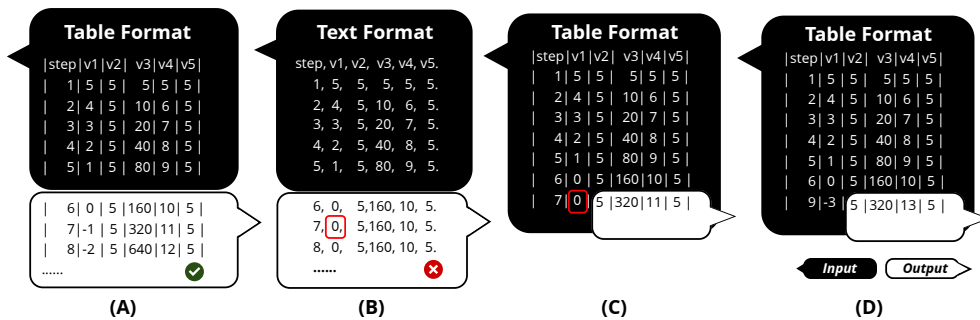 Table Format
|step|v1|v2| v3|v4|v5|
| 1| 5 | 5 | 5| 5 | 5 |
| 2| 4 | 5 | 10| 6 | 5 |
| 3| 3 | 5 | 20| 7 | 5 |
| 4| 2 | 5 | 40| 8 | 5 |
| 5| 1 | 5 | 80| 9 | 5 |
| 6| 0 | 5 |160|10| 5 |
| 7|-1 | 5 |320|11| 5 |
| 8|-2 | 5 |640|12| 5 |
......
(A)
Text Format
step, v1, v2, v3, v4, v5.
1, 5, 5, 5, 5, 5.
2, 4, 5, 10, 6, 5.
3, 3, 5, 20, 7, 5.
4, 2, 5, 40, 8, 5.
5, 1, 5, 80, 9, 5.
6, 0, 5,160, 10, 5.
7, 0, 5,160, 10, 5.
8, 0, 5,160, 10, 5.
......
(B)
Table Format
|step|v1|v2| v3|v4|v5|
| 1| 5 | 5 | 5| 5 | 5 |
| 2| 4 | 5 | 10| 6 | 5 |
| 3| 3 | 5 | 20| 7 | 5 |
| 4| 2 | 5 | 40| 8 | 5 |
| 5| 1 | 5 | 80| 9 | 5 |
| 6| 0 | 5 |160|10| 5 |
| 7| 0 | 5 |320|11| 5 |
(C)
Table Format
|step|v1|v2| v3|v4|v5|
| 1| 5 | 5 | 5| 5 | 5 |
| 2| 4 | 5 | 10| 6 | 5 |
| 3| 3 | 5 | 20| 7 | 5 |
| 4| 2 | 5 | 40| 8 | 5 |
| 5| 1 | 5 | 80| 9 | 5 |
| 6| 0 | 5 |160|10| 5 |
| 9|-3 | 5 |320|13| 5 |
Input
Output
(D)